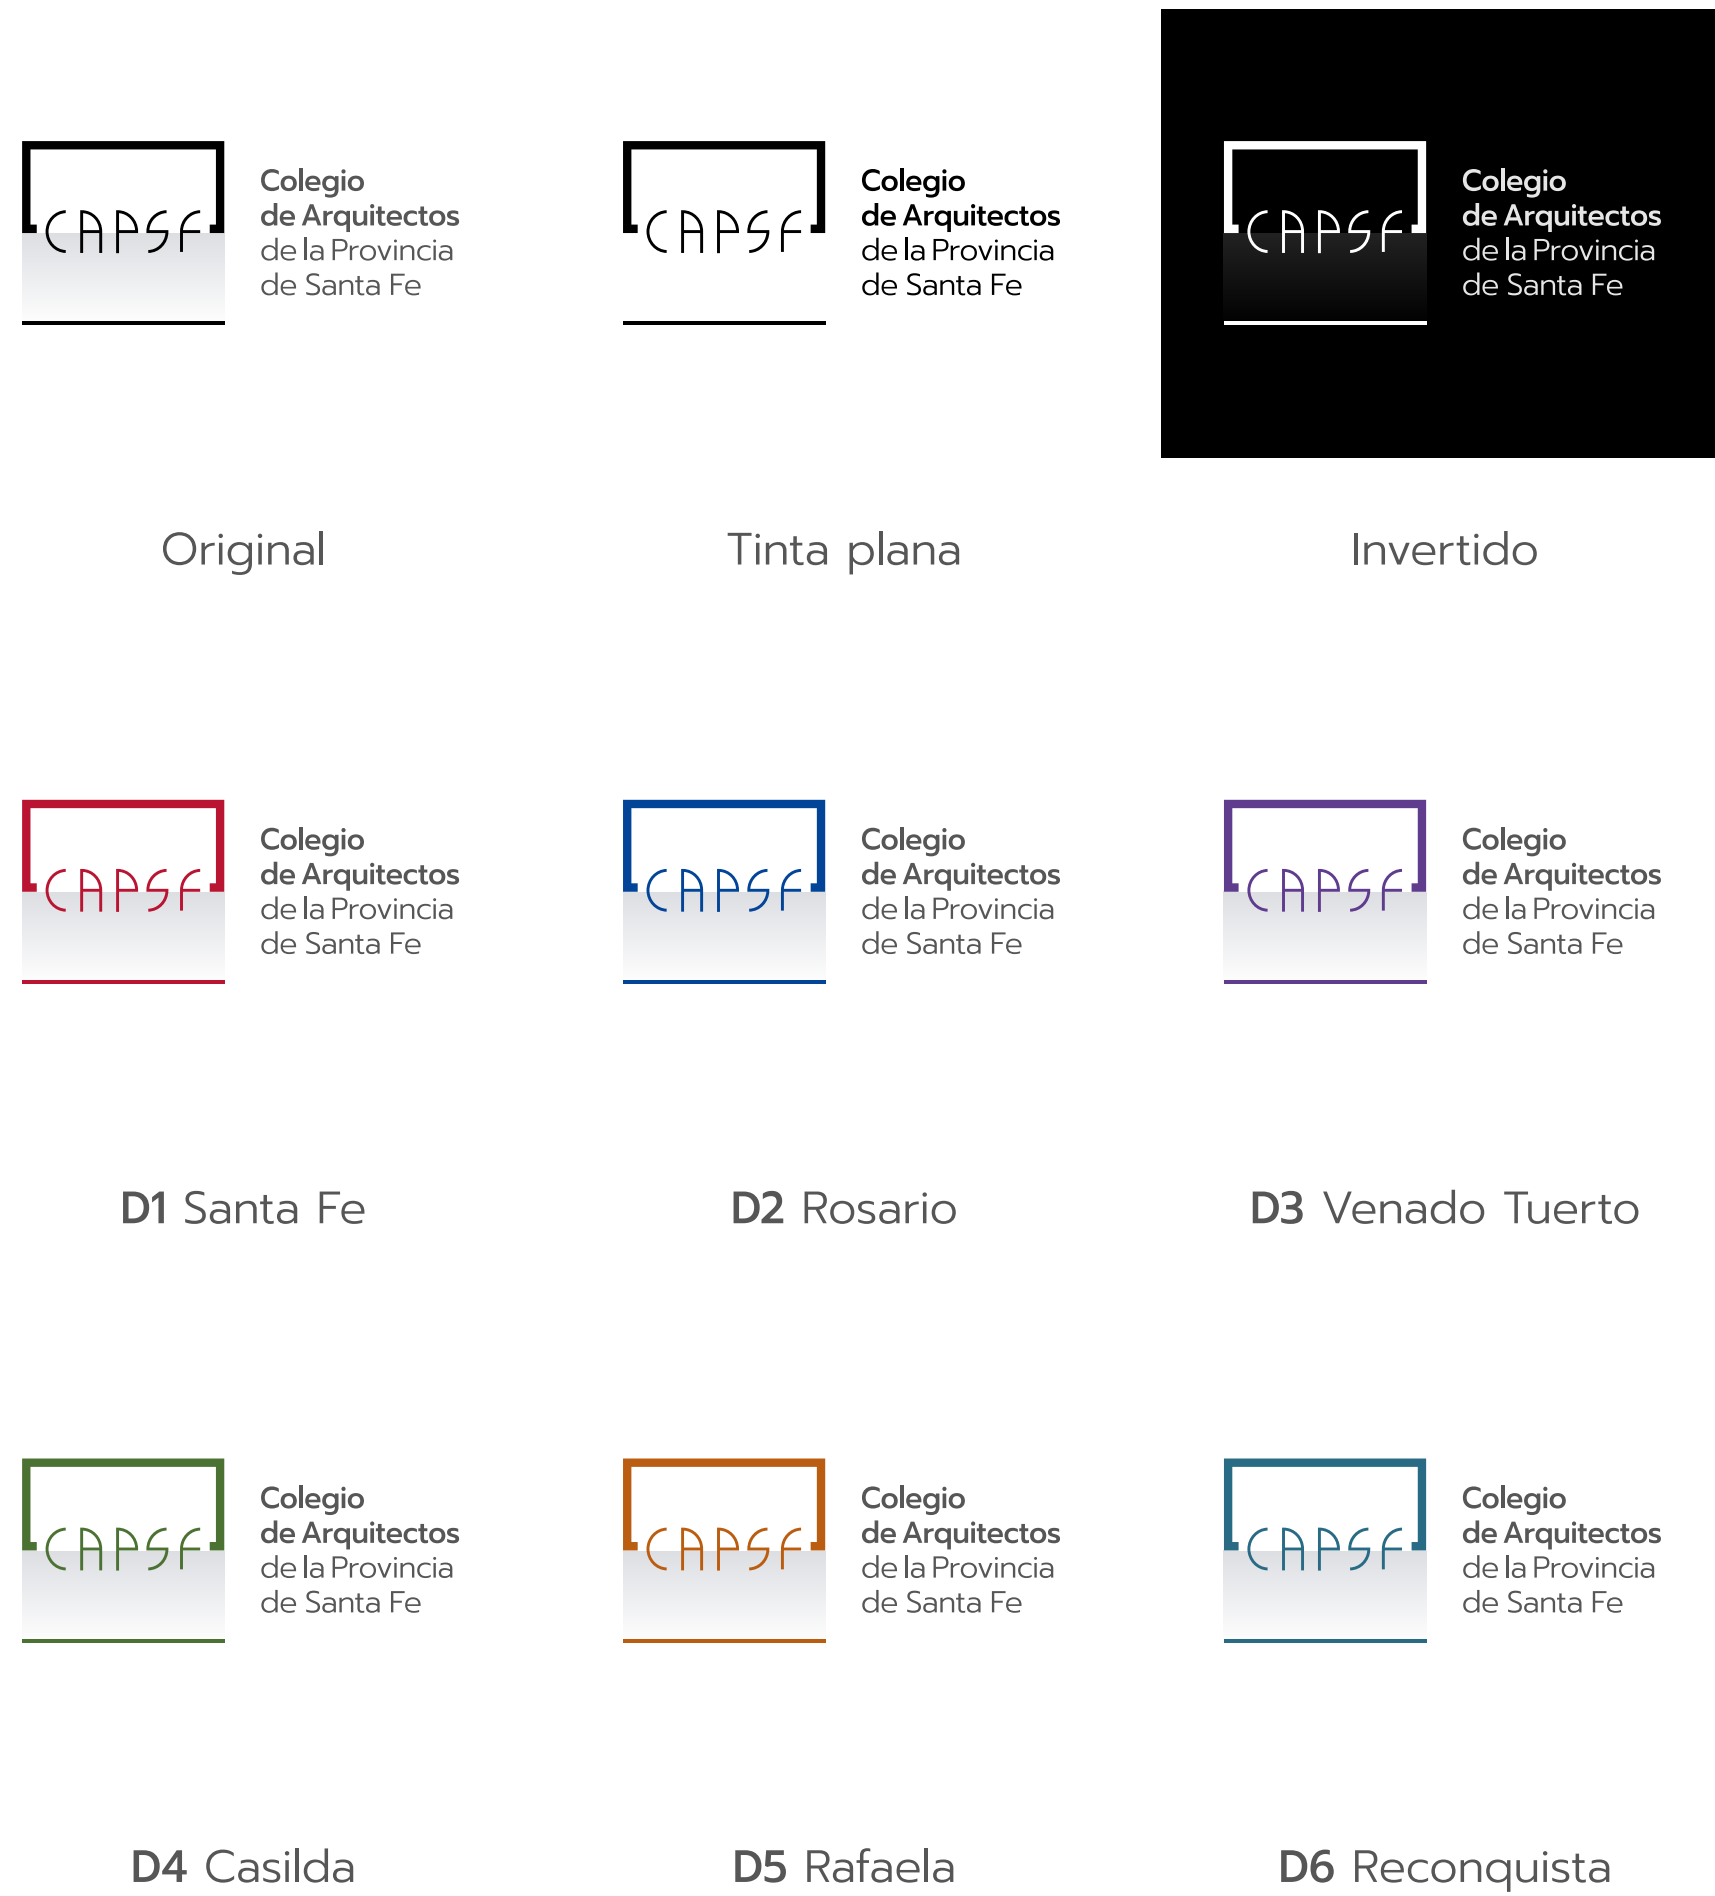 CAPSF
Colegio
de Arquitectos
de la Provincia
de Santa Fe
CAPSF
Colegio
de Arquitectos
de la Provincia
de Santa Fe
CAPSF
Colegio
de Arquitectos
de la Provincia
de Santa Fe
Original
Tinta plana
Invertido
CAPSF
Colegio
de Arquitectos
de la Provincia
de Santa Fe
CAPSF
Colegio
de Arquitectos
de la Provincia
de Santa Fe
CAPSF
Colegio
de Arquitectos
de la Provincia
de Santa Fe
D1 Santa Fe
D2 Rosario
D3 Venado Tuerto
CAPSF
Colegio
de Arquitectos
de la Provincia
de Santa Fe
CAPSF
Colegio
de Arquitectos
de la Provincia
de Santa Fe
CAPSF
Colegio
de Arquitectos
de la Provincia
de Santa Fe
D4 Casilda
D5 Rafaela
D6 Reconquista